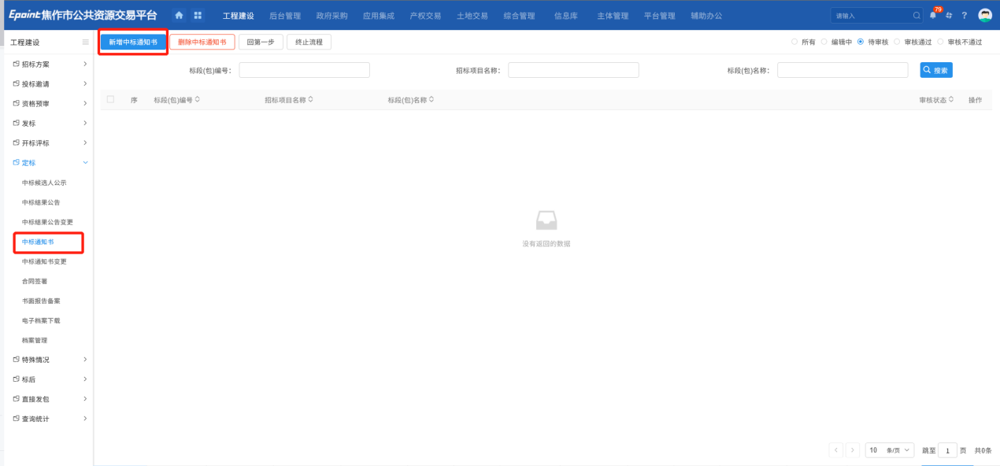 Epoint焦作市公共资源交易平台 工程建设 后台管理 政府采购 应用集成 产权交易 土地交易 综合管理 信息库 主体管理 平台管理 辅助办公 请输入 79 ?
工程建设
新增中标通知书 删除中标通知书 回第一步 终止流程 所有 编辑中 待审核 审核通过 审核不通过
招标方案
投标邀请
资格预审
发标
开标评标
定标
中标候选人公示
中标结果公告
中标结果公告变更
中标通知书
中标通知书变更
合同签署
书面报告备案
电子档案下载
档案管理
特殊情况
标后
直接发包
查询统计
标段(包)编号: 招标项目名称: 标段(包)名称: 搜索
序 标段(包)编号 招标项目名称 标段(包)名称 审核状态 操作
没有返回的数据
10 条/页 跳至 1 页 共0条